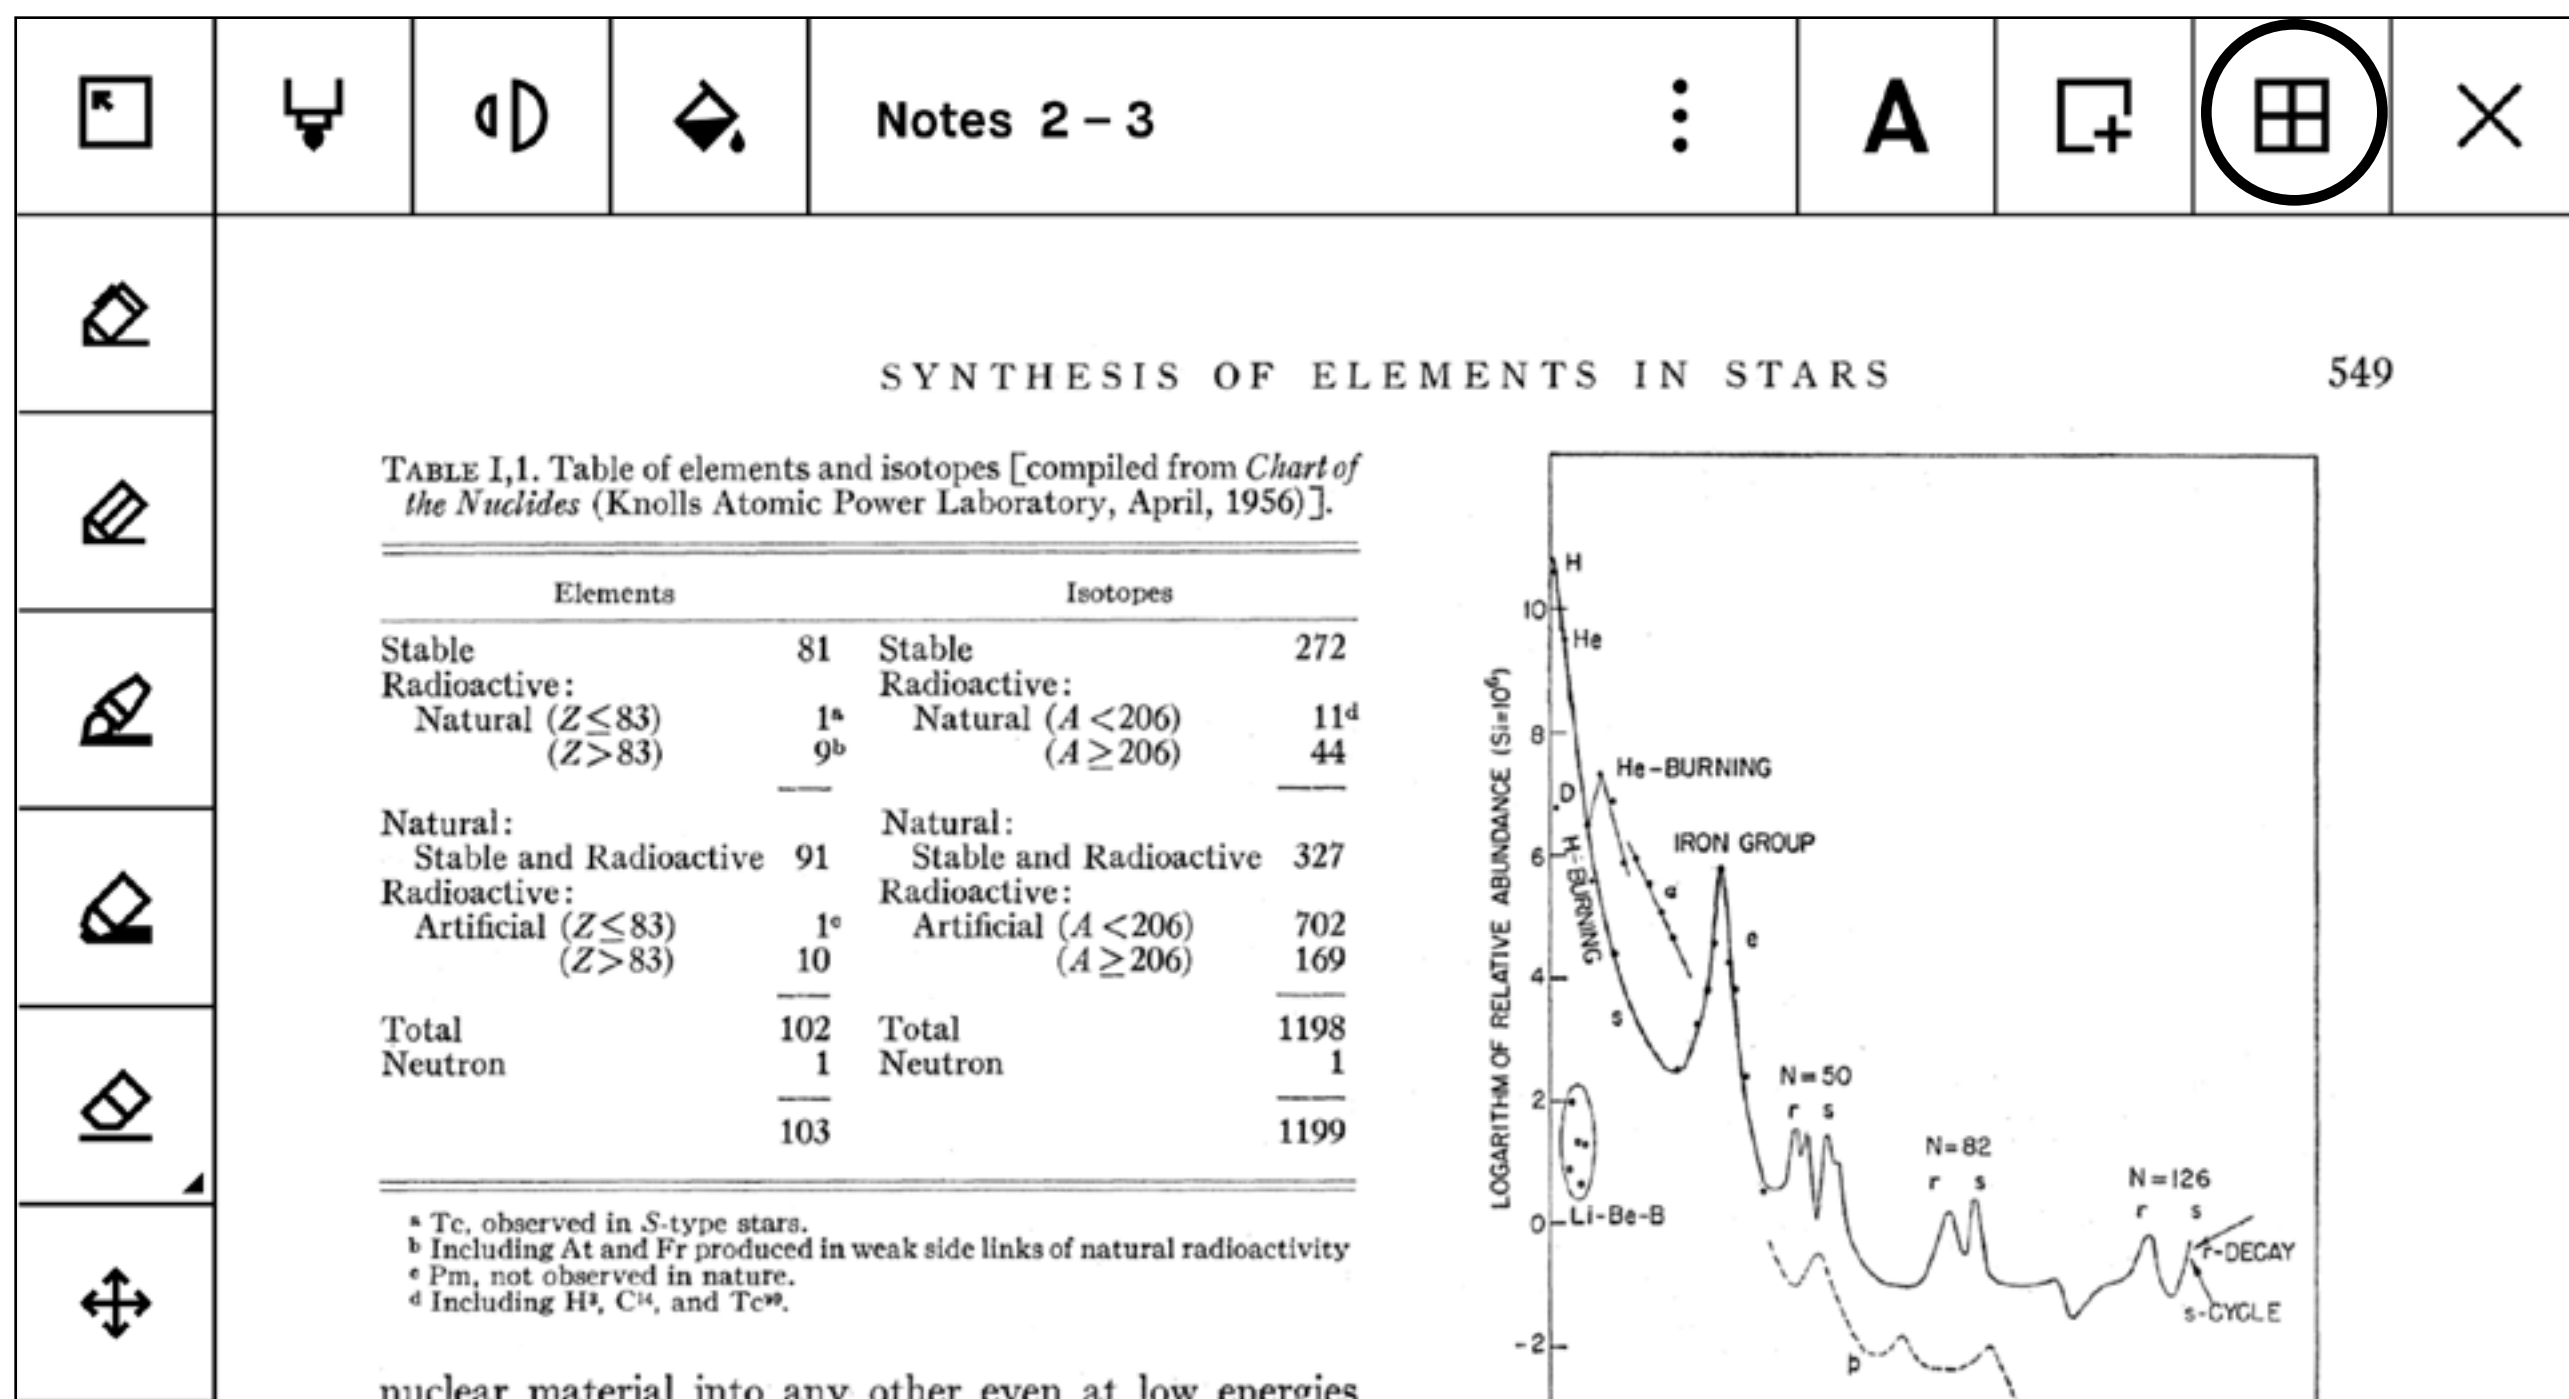 Notes 2 – 3
A
SYNTHESIS OF ELEMENTS IN STARS 549
TABLE I,1. Table of elements and isotopes [compiled from Chart of
the Nuclides (Knolls Atomic Power Laboratory, April, 1956)].
Elements Isotopes
Stable 81 Stable 272
Radioactive: Radioactive:
Natural (Z≤83) 1ᵃ Natural (A<206) 11ᵈ
(Z>83) 9ᵇ (A≥206) 44
Natural: Natural:
Stable and Radioactive 91 Stable and Radioactive 327
Radioactive: Radioactive:
Artificial (Z≤83) 1ᶜ Artificial (A<206) 702
(Z>83) 10 (A≥206) 169
Total 102 Total 1198
Neutron 1 Neutron 1
103 1199
ᵃ Tc, observed in S-type stars.
ᵇ Including At and Fr produced in weak side links of natural radioactivity
ᶜ Pm, not observed in nature.
ᵈ Including H³, C¹⁴, and Tc⁹⁹.
nuclear material into any other even at low energies
LOGARITHM OF RELATIVE ABUNDANCE (Si=10⁶)
H
10
He
8
He-BURNING
D
IRON GROUP
6
H-BURNING
α
e
4
s
N=50
2
r s
N=82
r s
N=126
r s
0
Li-Be-B
r-DECAY
s-CYCLE
-2
p